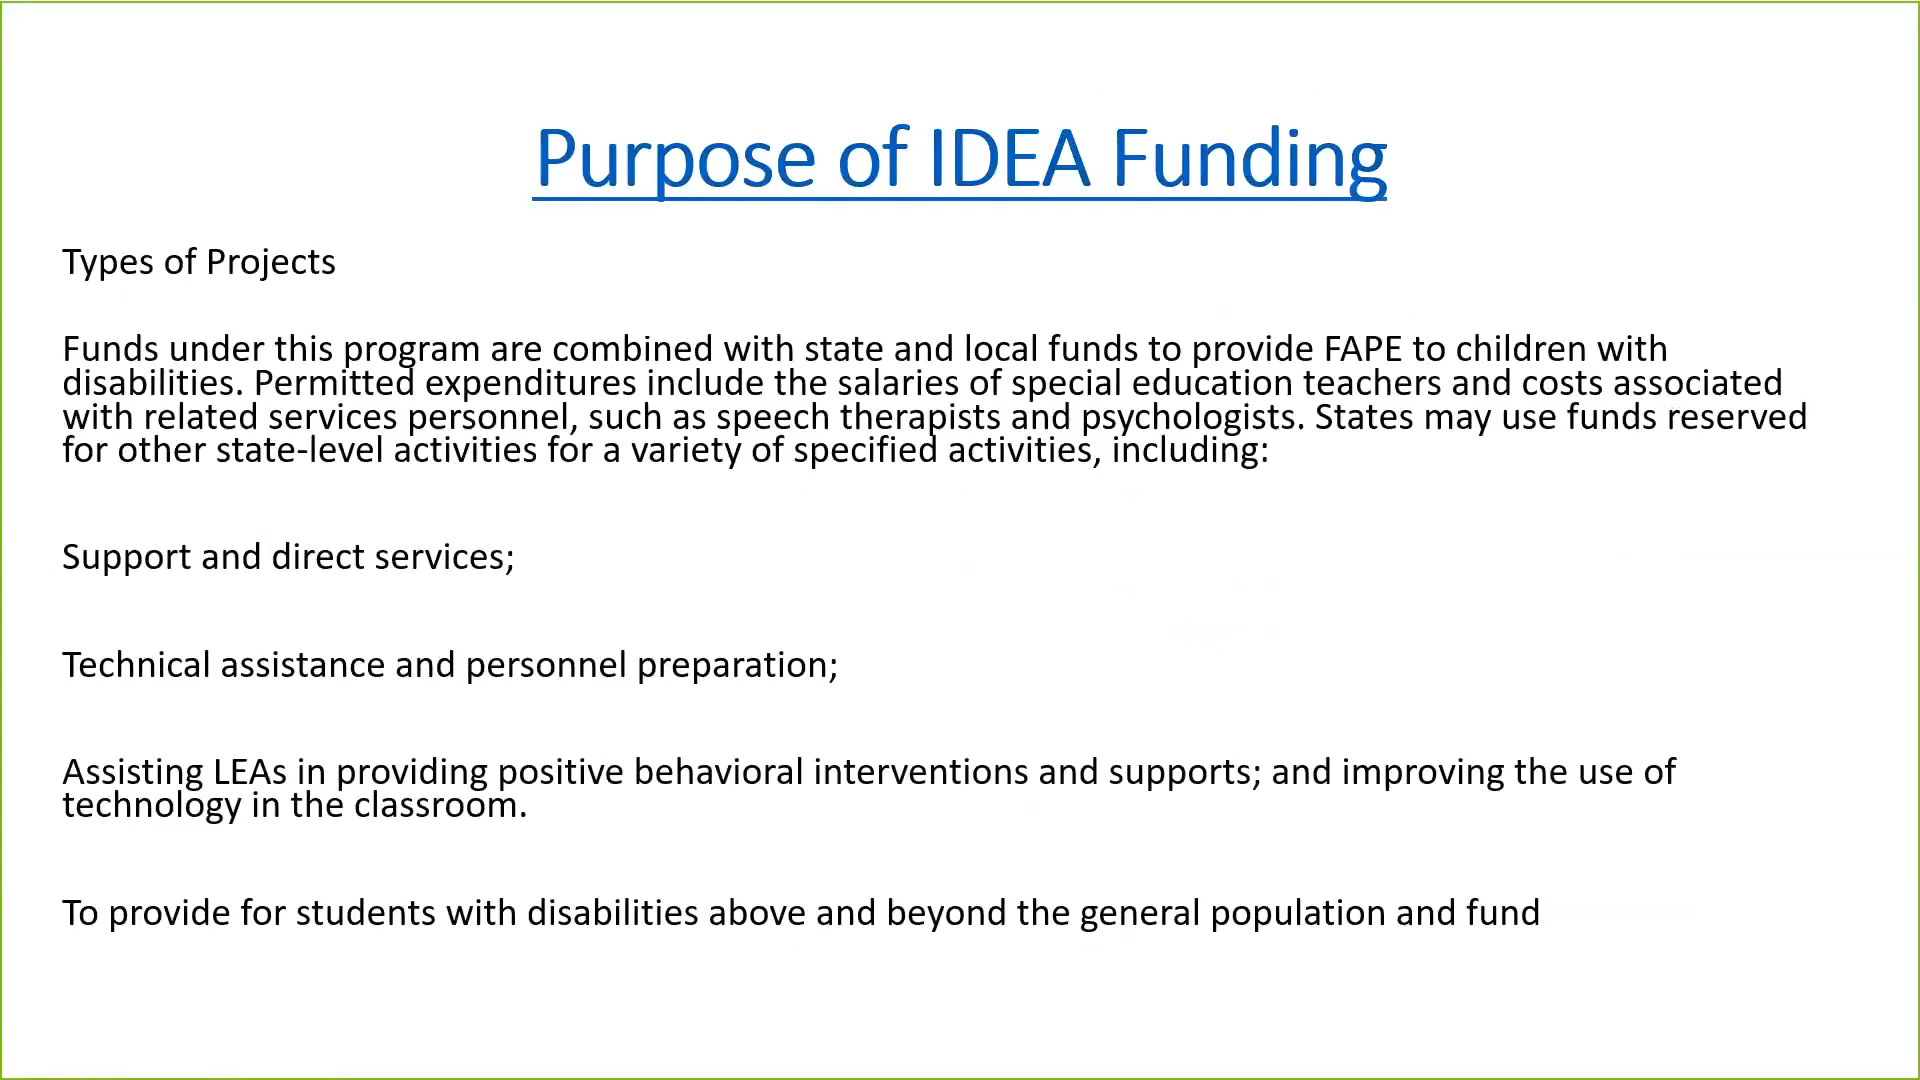 Purpose of IDEA Funding
Types of Projects
Funds under this program are combined with state and local funds to provide FAPE to children with
disabilities. Permitted expenditures include the salaries of special education teachers and costs associated
with related services personnel, such as speech therapists and psychologists. States may use funds reserved
for other state-level activities for a variety of specified activities, including:
Support and direct services;
Technical assistance and personnel preparation;
Assisting LEAs in providing positive behavioral interventions and supports; and improving the use of
technology in the classroom.
To provide for students with disabilities above and beyond the general population and fund